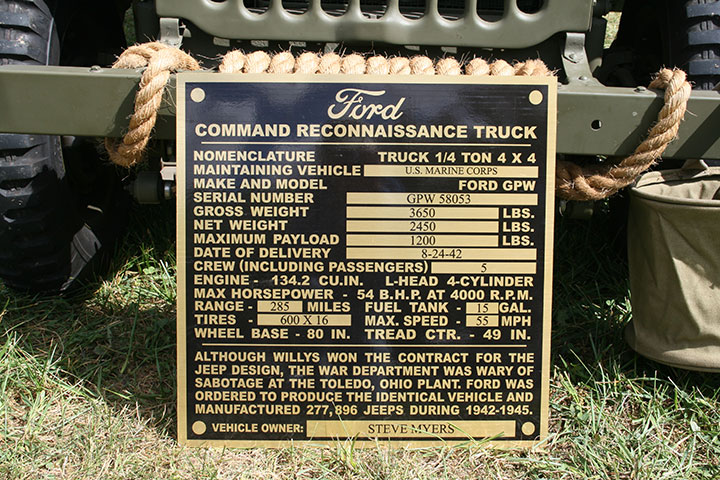 Ford
COMMAND RECONNAISSANCE TRUCK
NOMENCLATURE TRUCK 1/4 TON 4 X 4
MAINTAINING VEHICLE U.S. MARINE CORPS
MAKE AND MODEL FORD GPW
SERIAL NUMBER GPW 58053
GROSS WEIGHT 3650 LBS.
NET WEIGHT 2450 LBS.
MAXIMUM PAYLOAD 1200 LBS.
DATE OF DELIVERY 8-24-42
CREW (INCLUDING PASSENGERS) 5
ENGINE - 134.2 CU.IN. L-HEAD 4-CYLINDER
MAX HORSEPOWER - 54 B.H.P. AT 4000 R.P.M.
RANGE - 285 MILES FUEL TANK - 15 GAL.
TIRES - 600 X 16 MAX. SPEED - 55 MPH
WHEEL BASE - 80 IN. TREAD CTR. - 49 IN.
ALTHOUGH WILLYS WON THE CONTRACT FOR THE
JEEP DESIGN, THE WAR DEPARTMENT WAS WARY OF
SABOTAGE AT THE TOLEDO, OHIO PLANT. FORD WAS
ORDERED TO PRODUCE THE IDENTICAL VEHICLE AND
MANUFACTURED 277,896 JEEPS DURING 1942-1945.
VEHICLE OWNER: STEVE MYERS